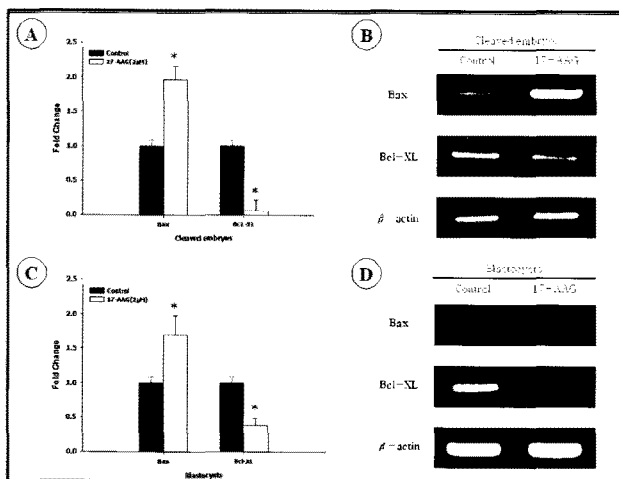 A
2.5
2.0
1.5
1.0
0.5
0.0
Fold Change
Control
17-AAG(2μM)
*
*
Bax
Bcl-Xl
Cleaved embryos
B
Cleaved embryos
Control 17-AAG
Bax
Bcl-XL
β-actin
C
2.5
2.0
1.5
1.0
0.5
0.0
Fold Change
Control
17-AAG(2μM)
*
*
Bax
Bcl-Xl
Blastocysts
D
Blastocysts
Control 17-AAG
Bax
Bcl-XL
β-actin